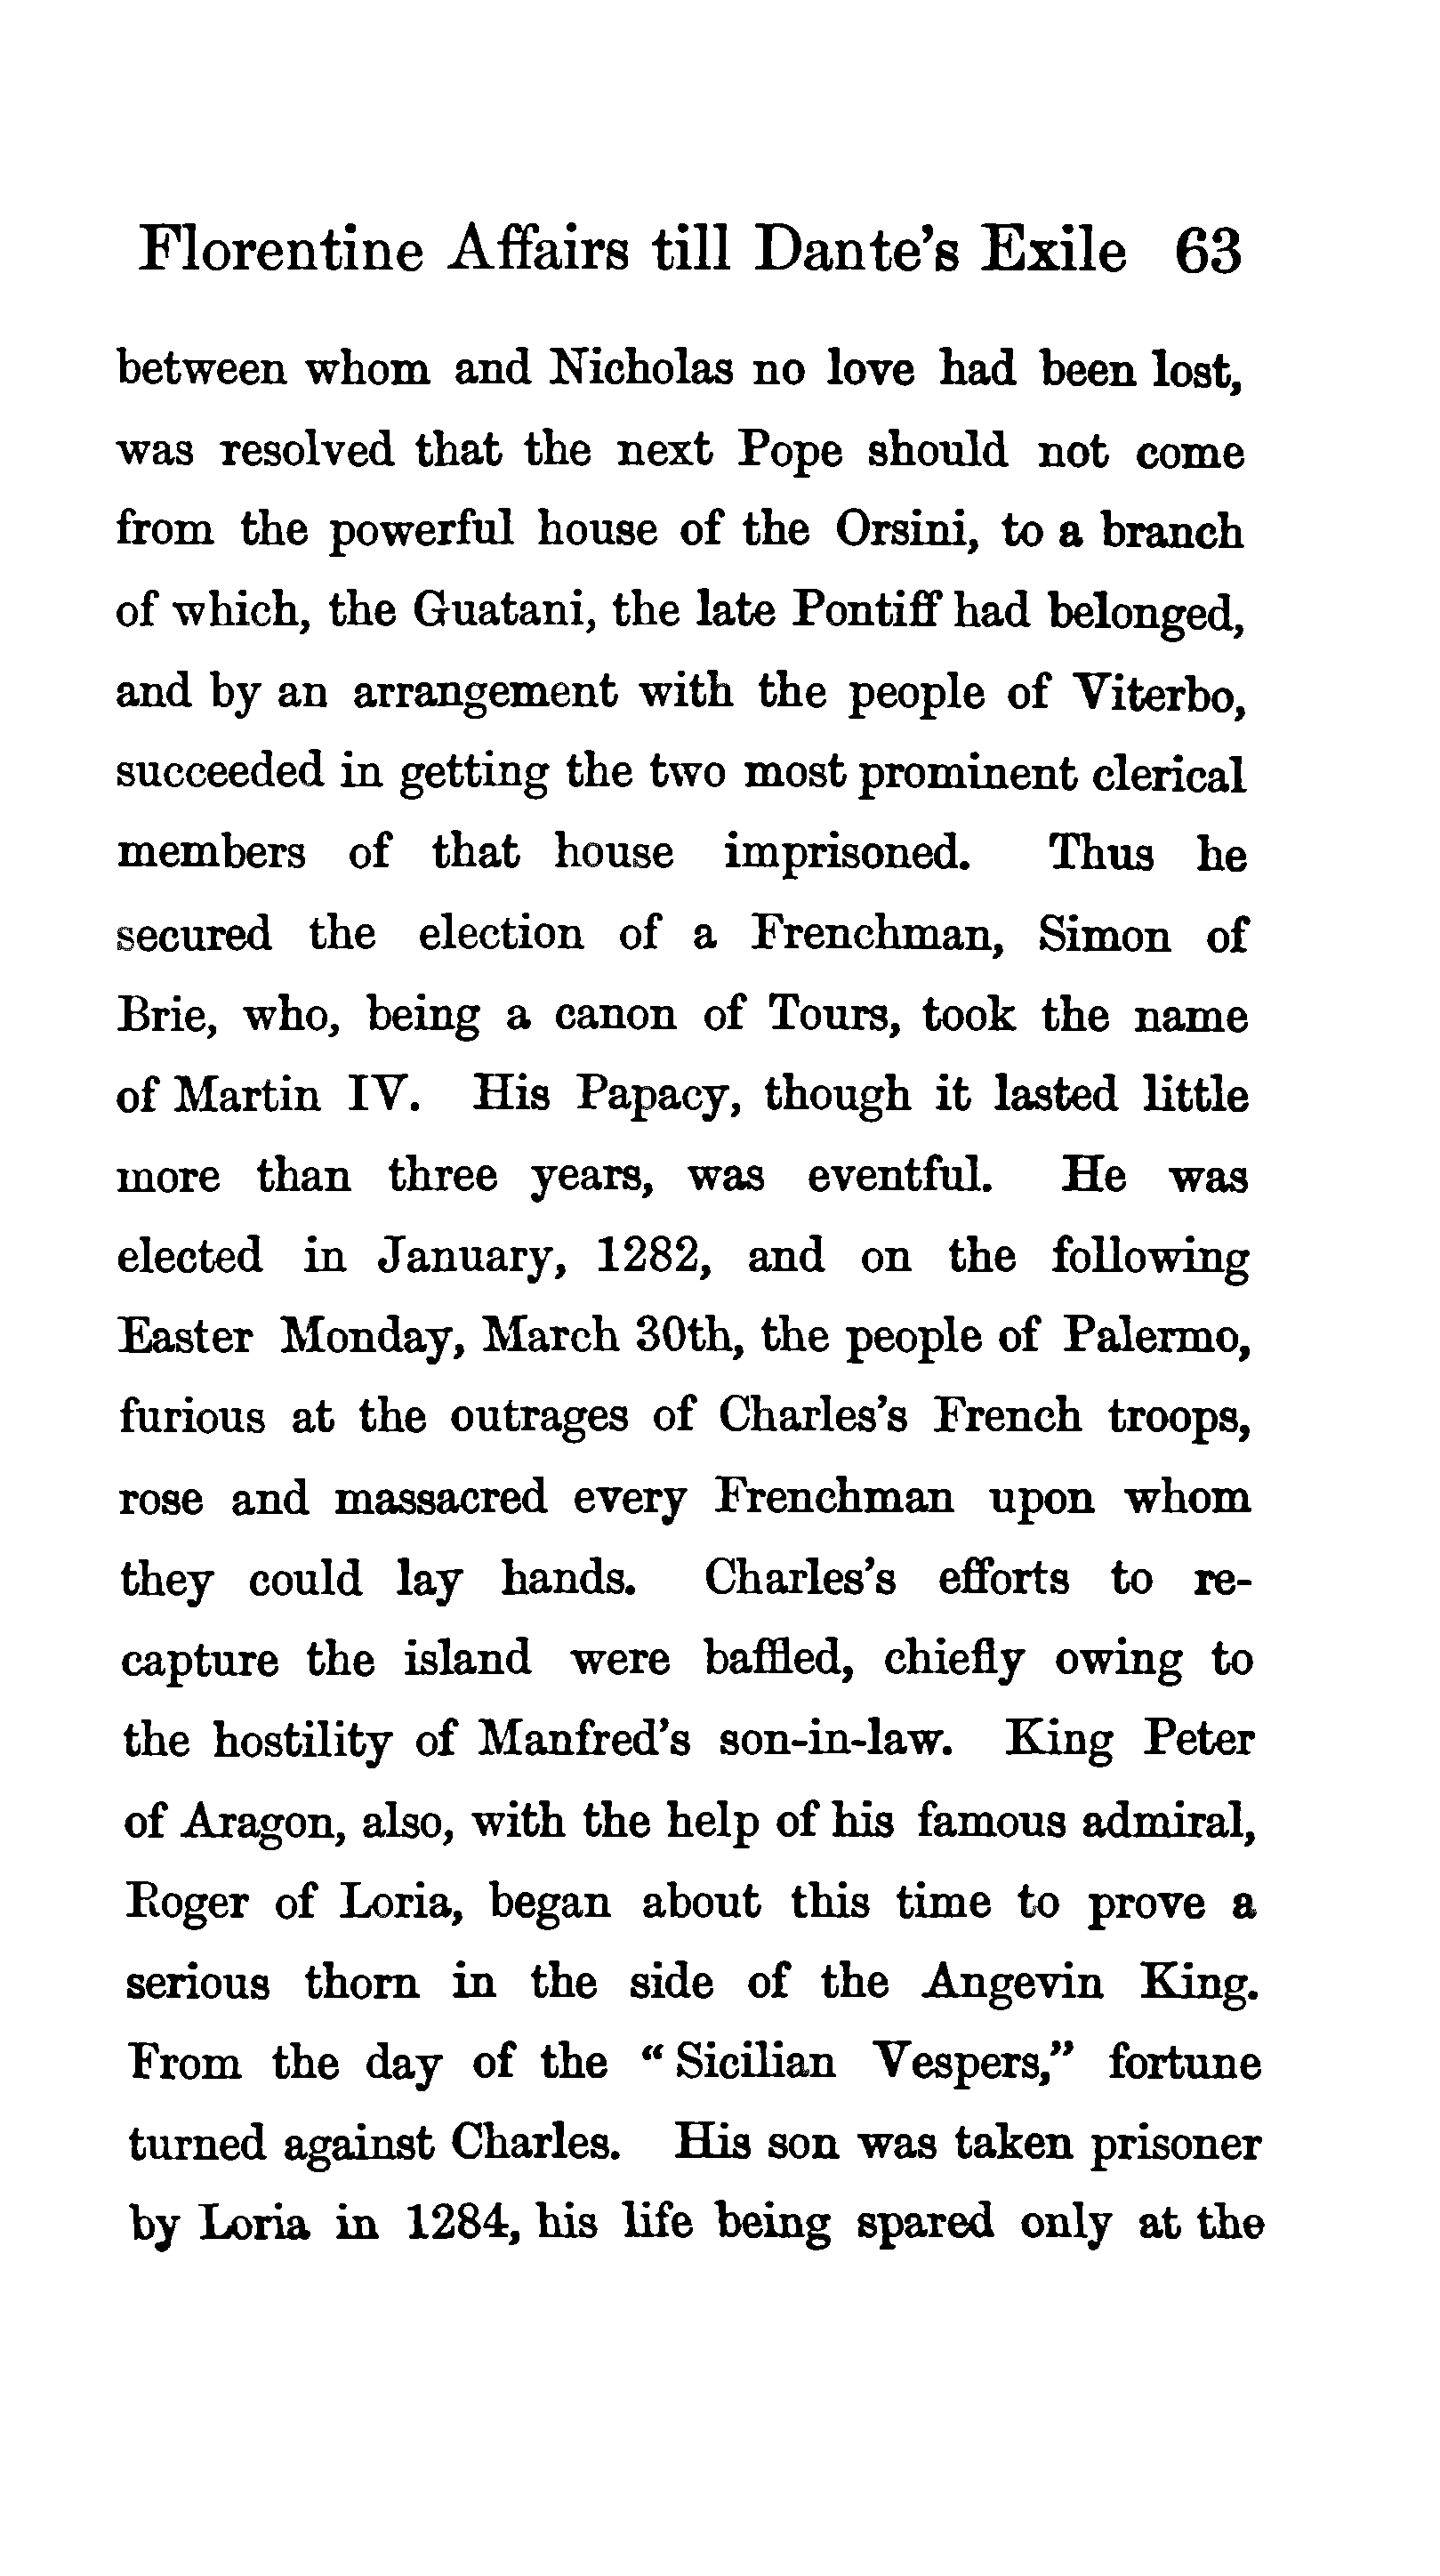 Florentine Affairs till Dante's Exile 63
between whom and Nicholas no love had been lost,
was resolved that the next Pope should not come
from the powerful house of the Orsini, to a branch
of which, the Guatani, the late Pontiff had belonged,
and by an arrangement with the people of Viterbo,
succeeded in getting the two most prominent clerical
members of that house imprisoned. Thus he
secured the election of a Frenchman, Simon of
Brie, who, being a canon of Tours, took the name
of Martin IV. His Papacy, though it lasted little
more than three years, was eventful. He was
elected in January, 1282, and on the following
Easter Monday, March 30th, the people of Palermo,
furious at the outrages of Charles's French troops,
rose and massacred every Frenchman upon whom
they could lay hands. Charles's efforts to re-
capture the island were baffled, chiefly owing to
the hostility of Manfred's son-in-law. King Peter
of Aragon, also, with the help of his famous admiral,
Roger of Loria, began about this time to prove a
serious thorn in the side of the Angevin King.
From the day of the "Sicilian Vespers," fortune
turned against Charles. His son was taken prisoner
by Loria in 1284, his life being spared only at the